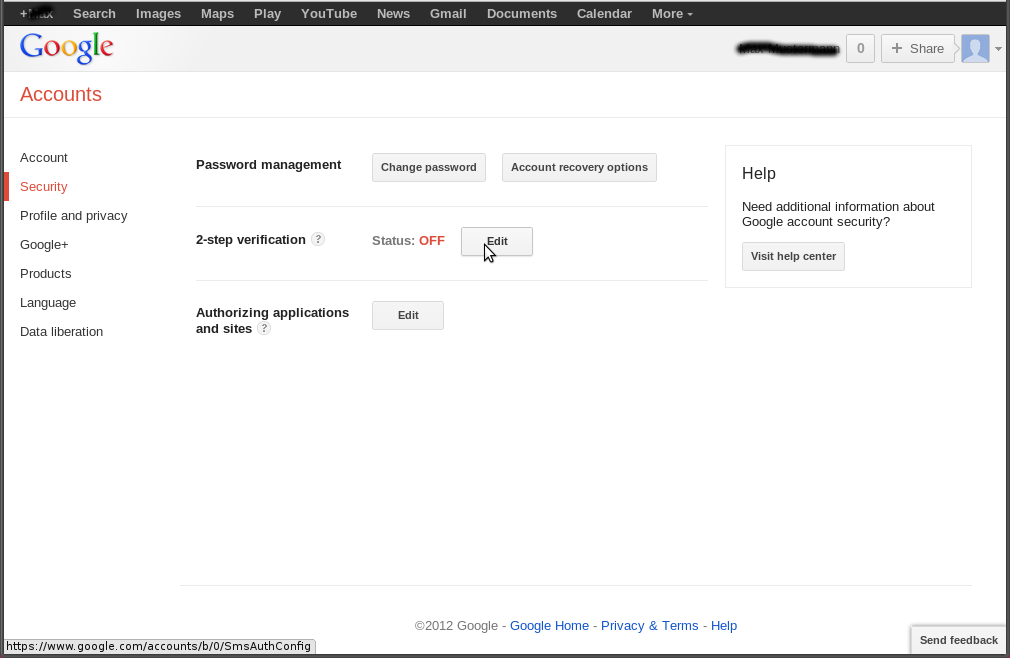 Search Images Maps Play YouTube News Gmail Documents Calendar More
Google
0 + Share
Accounts
Account
Security
Profile and privacy
Google+
Products
Language
Data liberation
Password management Change password Account recovery options
2-step verification ? Status: OFF Edit
Authorizing applications
and sites ? Edit
Help
Need additional information about
Google account security?
Visit help center
©2012 Google - Google Home - Privacy & Terms - Help
https://www.google.com/accounts/b/0/SmsAuthConfig
Send feedback